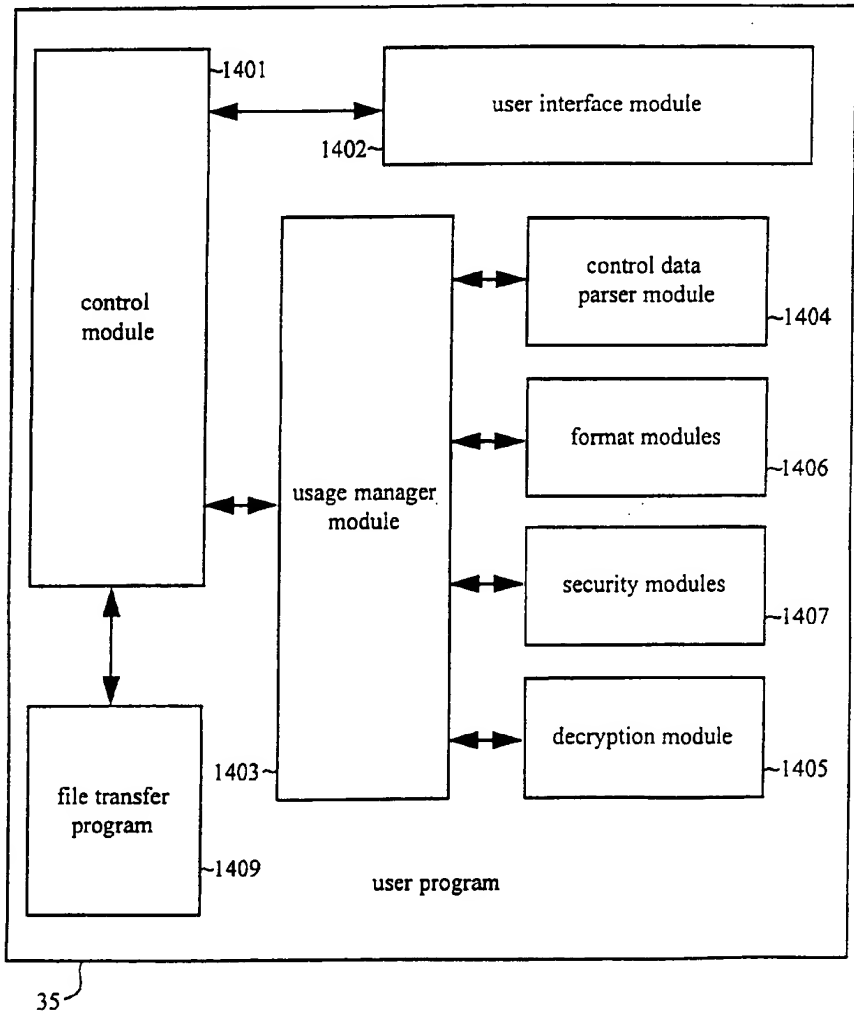 1401
user interface module
1402
control
module
control data
parser module
1404
format modules
1406
usage manager
module
security modules
1407
decryption module
1403
1405
file transfer
program
1409
user program
35